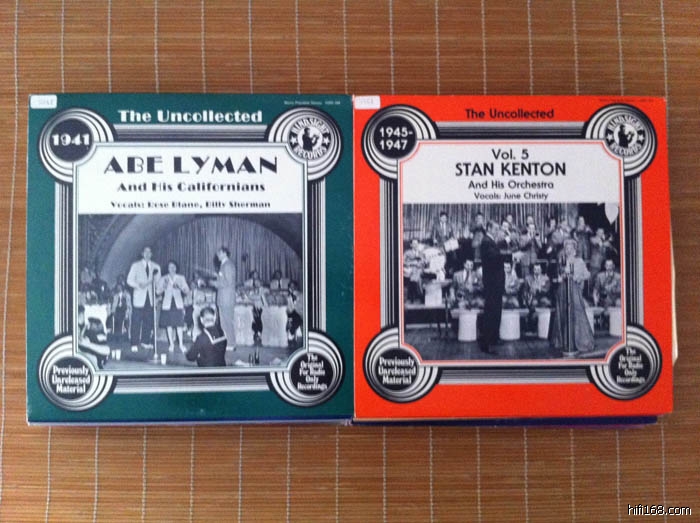 The Uncollected
1941
HINDSIGHT RECORDS
ABE LYMAN
And His Californians
Vocals: Rose Blane, Billy Sherman
Previously
Unreleased
Material
The
Original
For Radio
Only
Recordings
The Uncollected
1945-
1947
HINDSIGHT RECORDS
Vol. 5
STAN KENTON
And His Orchestra
Vocals: June Christy
Previously
Unreleased
Material
The
Original
For Radio
Only
Recordings
hifi168.com